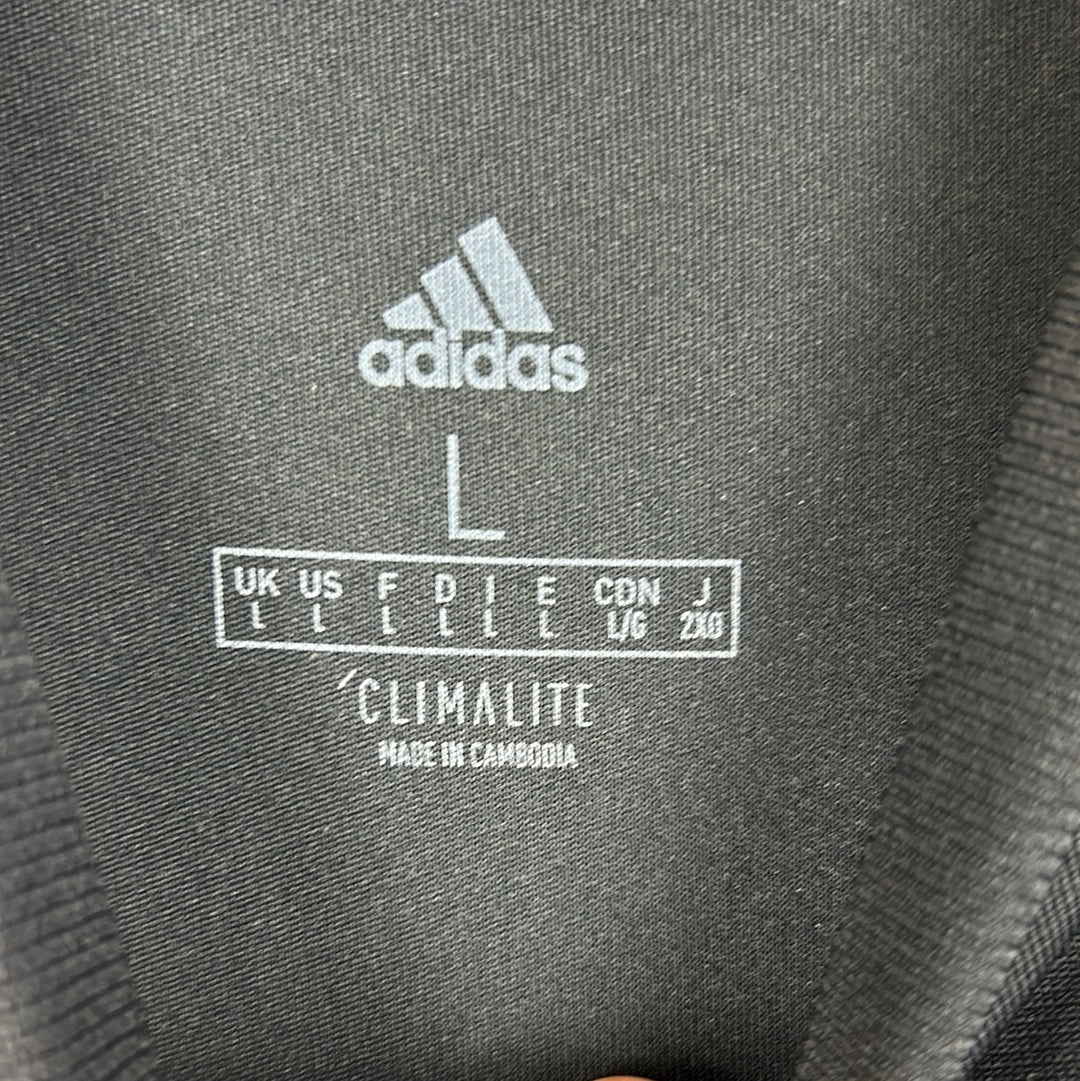 adidas
L
UK US F D I E CDN J
L L L L L L L/G 2XO
CLIMALITE
MADE IN CAMBODIA